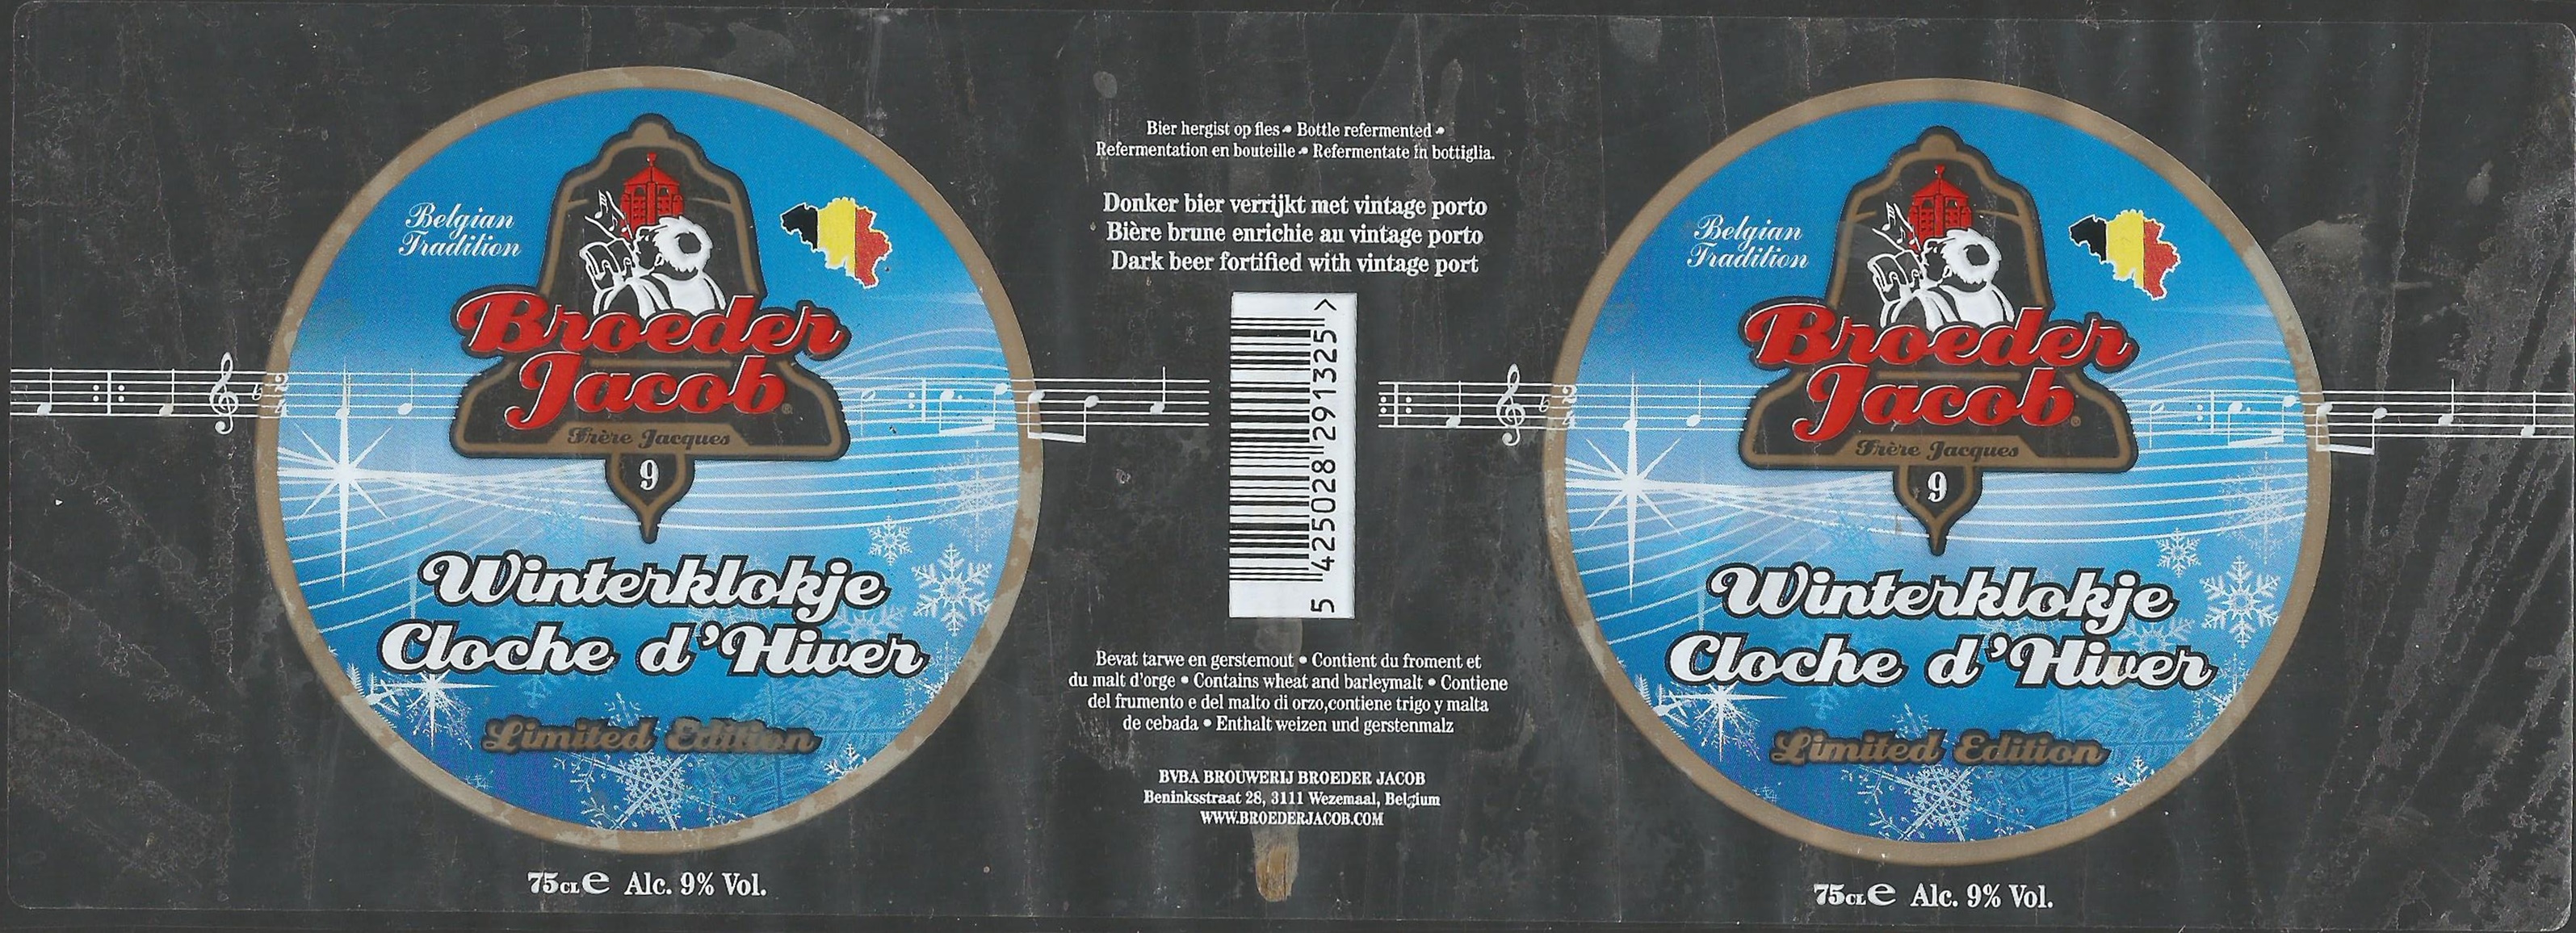 Belgian
Tradition
Broeder
Jacob®
Frère Jacques
9
Winterklokje
Cloche d'Hiver
Limited Edition
75CL e Alc. 9% Vol.
Bier hergist op fles • Bottle refermented •
Refermentation en bouteille • Refermentate in bottiglia.
Donker bier verrijkt met vintage porto
Bière brune enrichie au vintage porto
Dark beer fortified with vintage port
5 425028 291325 >
Bevat tarwe en gerstemout • Contient du froment et
du malt d'orge • Contains wheat and barleymalt • Contiene
del frumento e del malto di orzo,contiene trigo y malta
de cebada • Enthalt weizen und gerstenmalz
BVBA BROUWERIJ BROEDER JACOB
Beninksstraat 28, 3111 Wezemaal, Belgium
WWW.BROEDERJACOB.COM
Belgian
Tradition
Broeder
Jacob®
Frère Jacques
9
Winterklokje
Cloche d'Hiver
Limited Edition
75CL e Alc. 9% Vol.